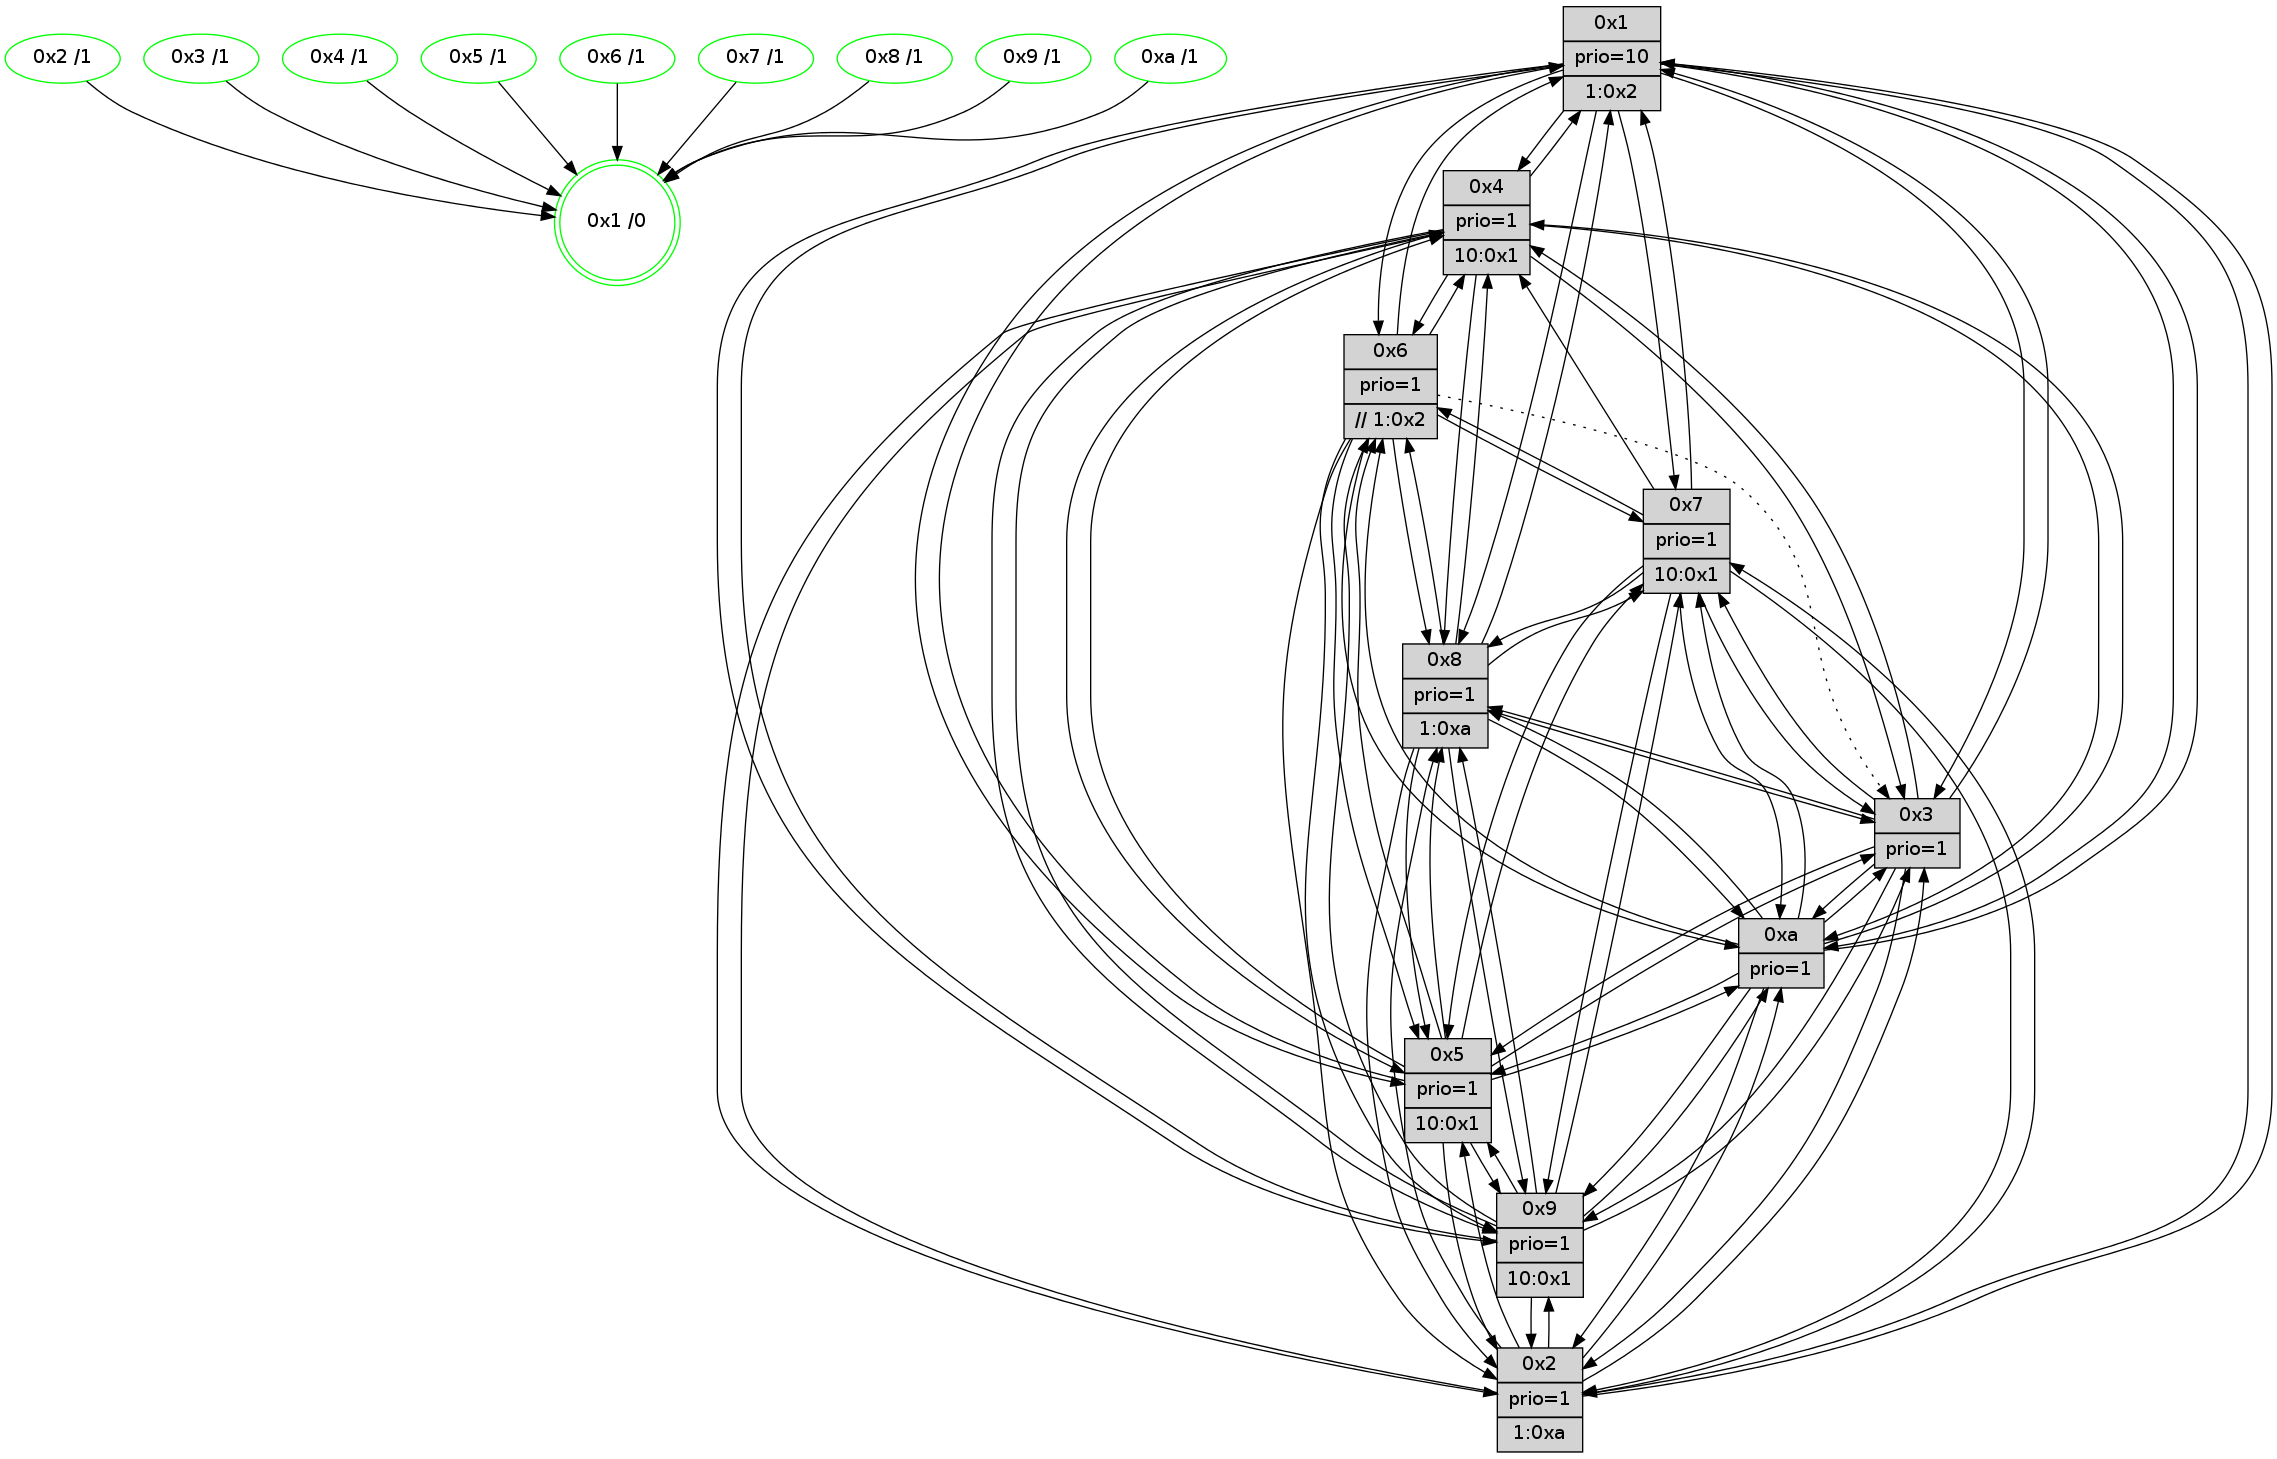 0x2 /1
0x3 /1
0x4 /1
0x5 /1
0x6 /1
0x7 /1
0x8 /1
0x9 /1
0xa /1
0x1 /0
0x1
prio=10
1:0x2
0x4
prio=1
10:0x1
0x6
prio=1
// 1:0x2
0x7
prio=1
10:0x1
0x8
prio=1
1:0xa
0x3
prio=1
0xa
prio=1
0x5
prio=1
10:0x1
0x9
prio=1
10:0x1
0x2
prio=1
1:0xa